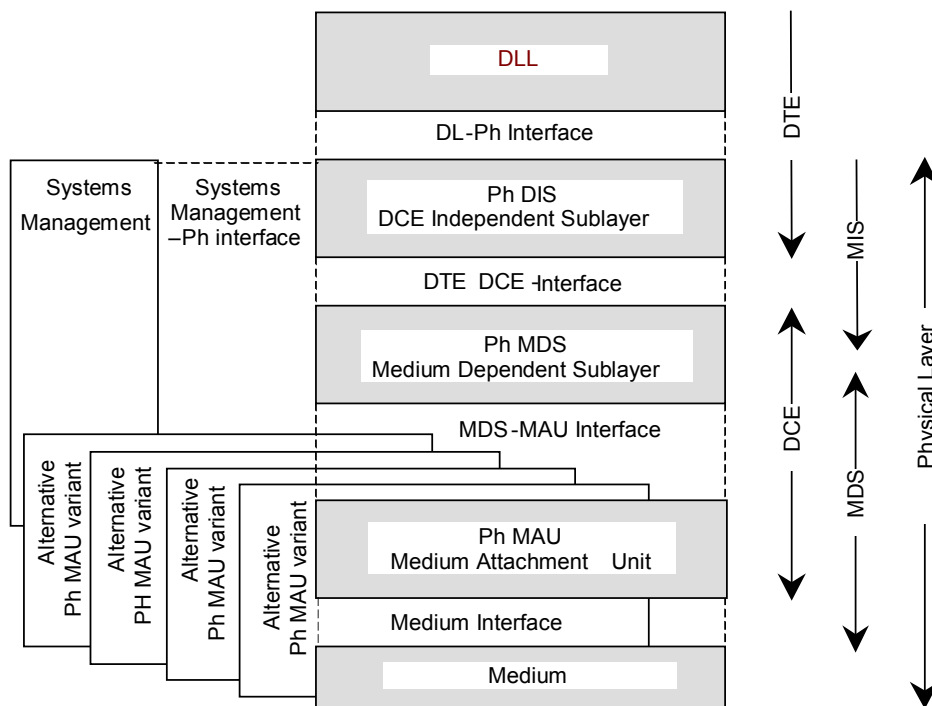 DLL
DL-Ph Interface
Systems
Management
Systems
Management
–Ph interface
Ph DIS
DCE Independent Sublayer
DTE DCE-Interface
Ph MDS
Medium Dependent Sublayer
MDS-MAU Interface
Alternative
Ph MAU variant
Alternative
PH MAU variant
Alternative
Ph MAU variant
Alternative
Ph MAU variant
Ph MAU
Medium Attachment Unit
Medium Interface
Medium
DTE
DCE
MIS
MDS
Physical Layer